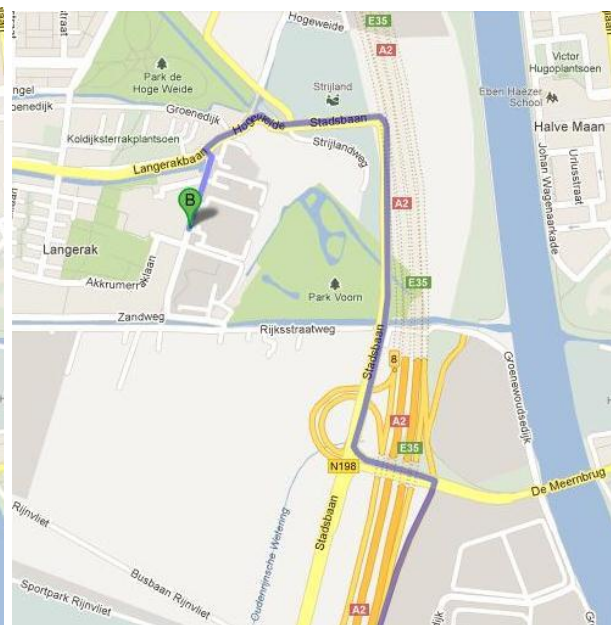 Hogeweide
E35
A2
Park de
Hoge Weide
Strijland
Victor
Hugoplantsoen
Eben Haezer
School
ngel
penedijk
Groenedijk
Halve Maan
Hogeweide
Stadsbaan
Koldijksterrakplantsoen
Strijlandweg
Langerakbaan
Johan Wagenaarkade
Urlusstraat
B
A2
Langerak
Akkrumerraklaan
E35
Park Voorn
Zandweg
Rijksstraatweg
Stadsbaan
8
Groenewoudsedijk
A2
E35
N198
De Meernbrug
Stadsbaan
Oudenrijnsche Wetering
Rijnvliet
Busbaan Rijnvliet
Sportpark Rijnvliet
A2